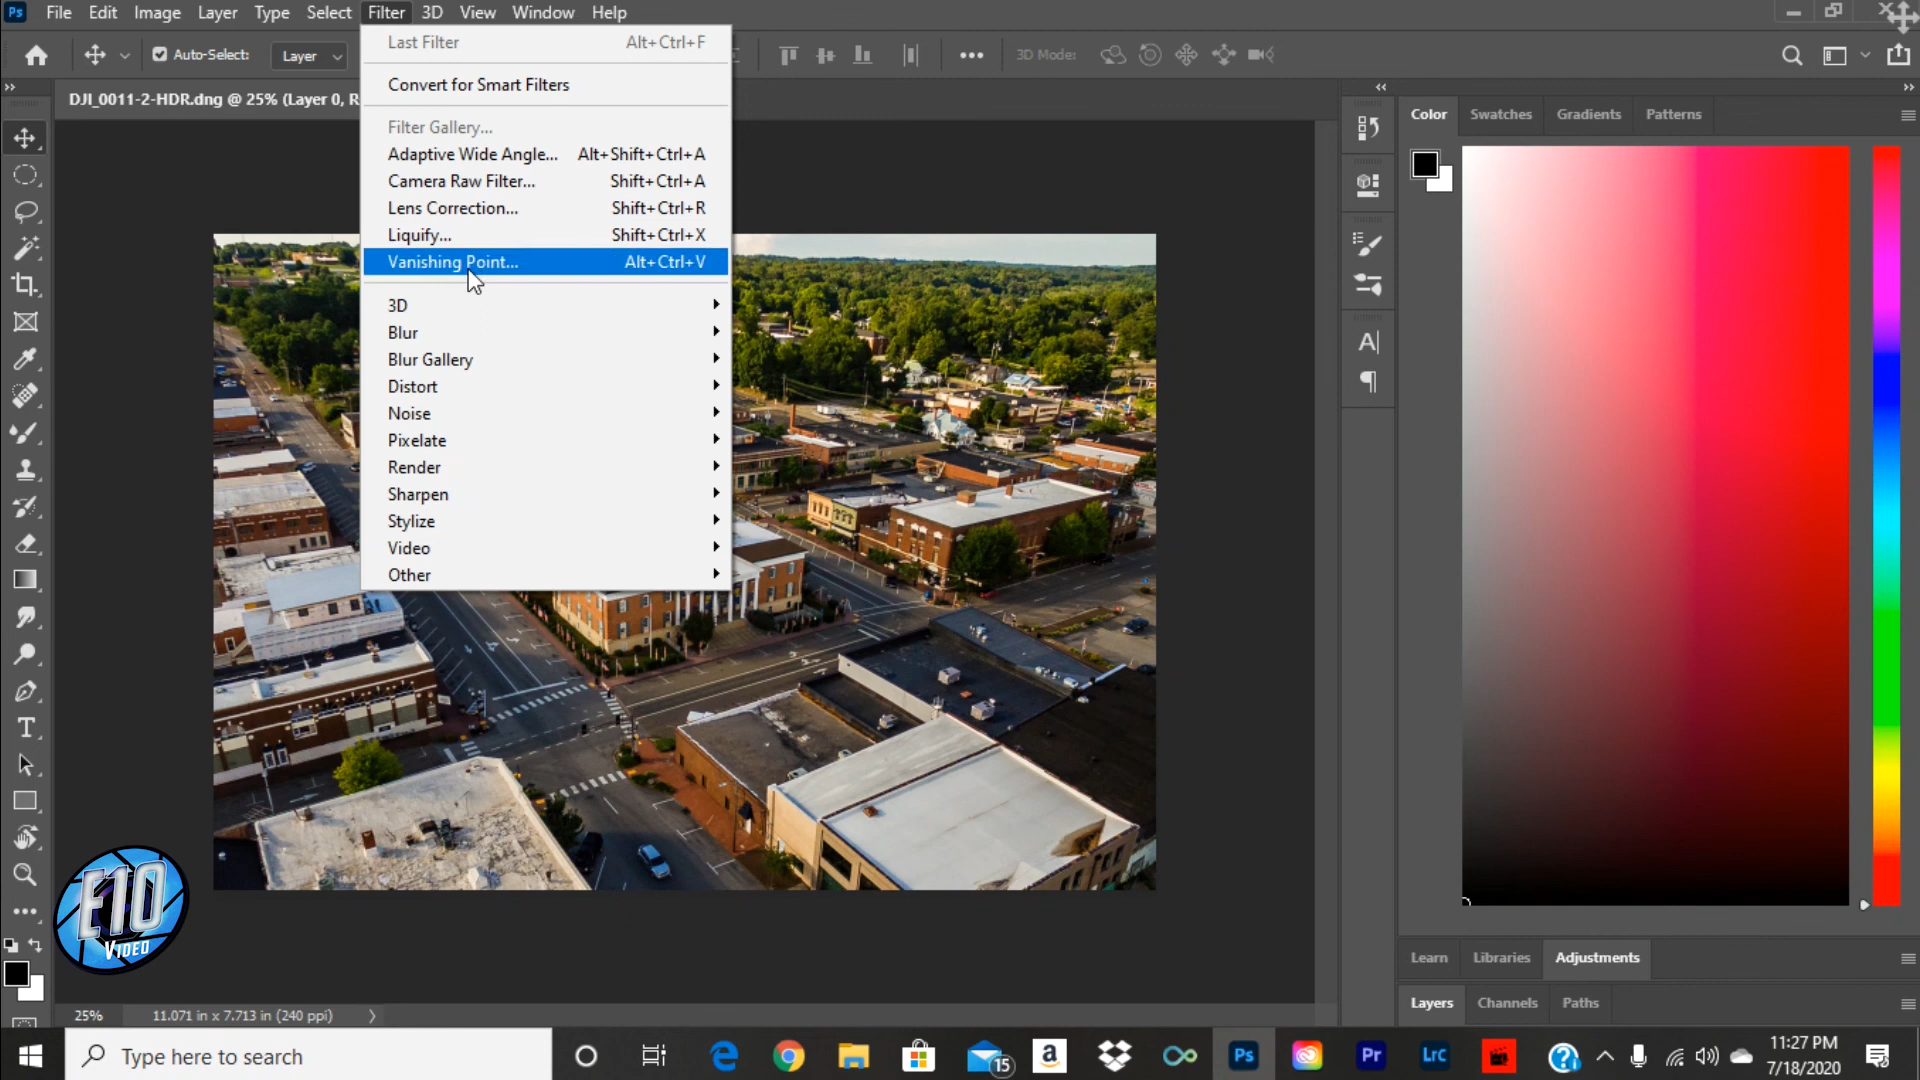 Ps File Edit Image Layer Type Select Filter 3D View Window Help
Auto-Select: Layer 3D Mode:
DJI_0011-2-HDR.dng @ 25% (Layer 0, R
Last Filter Alt+Ctrl+F
Convert for Smart Filters
Filter Gallery...
Adaptive Wide Angle... Alt+Shift+Ctrl+A
Camera Raw Filter... Shift+Ctrl+A
Lens Correction... Shift+Ctrl+R
Liquify... Shift+Ctrl+X
Vanishing Point... Alt+Ctrl+V
3D
Blur
Blur Gallery
Distort
Noise
Pixelate
Render
Sharpen
Stylize
Video
Other
Color Swatches Gradients Patterns
E10
Video
Learn Libraries Adjustments
Layers Channels Paths
25% 11.071 in x 7.713 in (240 ppi)
Type here to search
15
a
Ps
Pr
Lrc
11:27 PM
7/18/2020